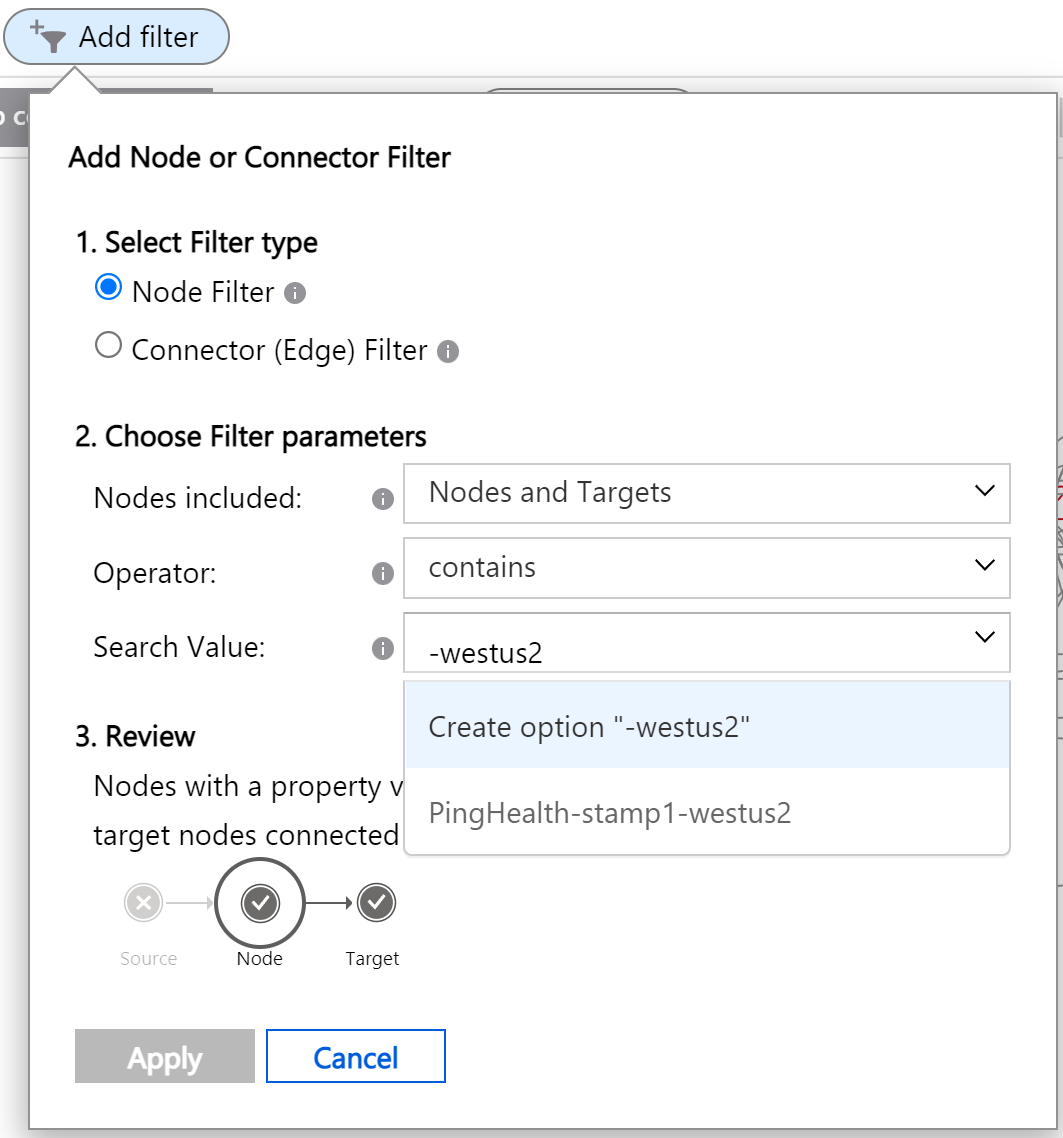 Add filter
Add Node or Connector Filter
1. Select Filter type
Node Filter
Connector (Edge) Filter
2. Choose Filter parameters
Nodes included: Nodes and Targets
Operator: contains
Search Value: -westus2
Create option "-westus2"
PingHealth-stamp1-westus2
3. Review
Nodes with a property
target nodes connected
Source Node Target
Apply Cancel